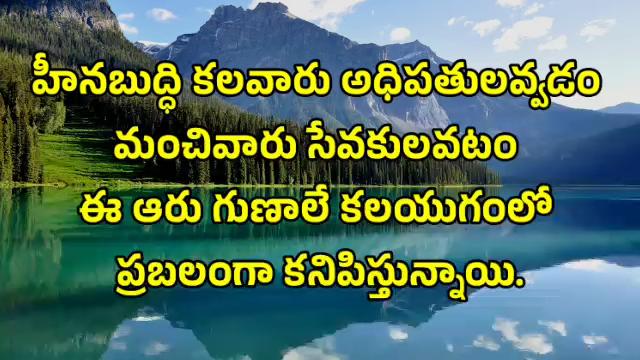 హీనబుద్ధి కలవారు అధిపతులవ్వడం
మంచివారు సేవకులవటం
ఈ ఆరు గుణాలే కలయుగంలో
ప్రబలంగా కనిపిస్తున్నాయి.